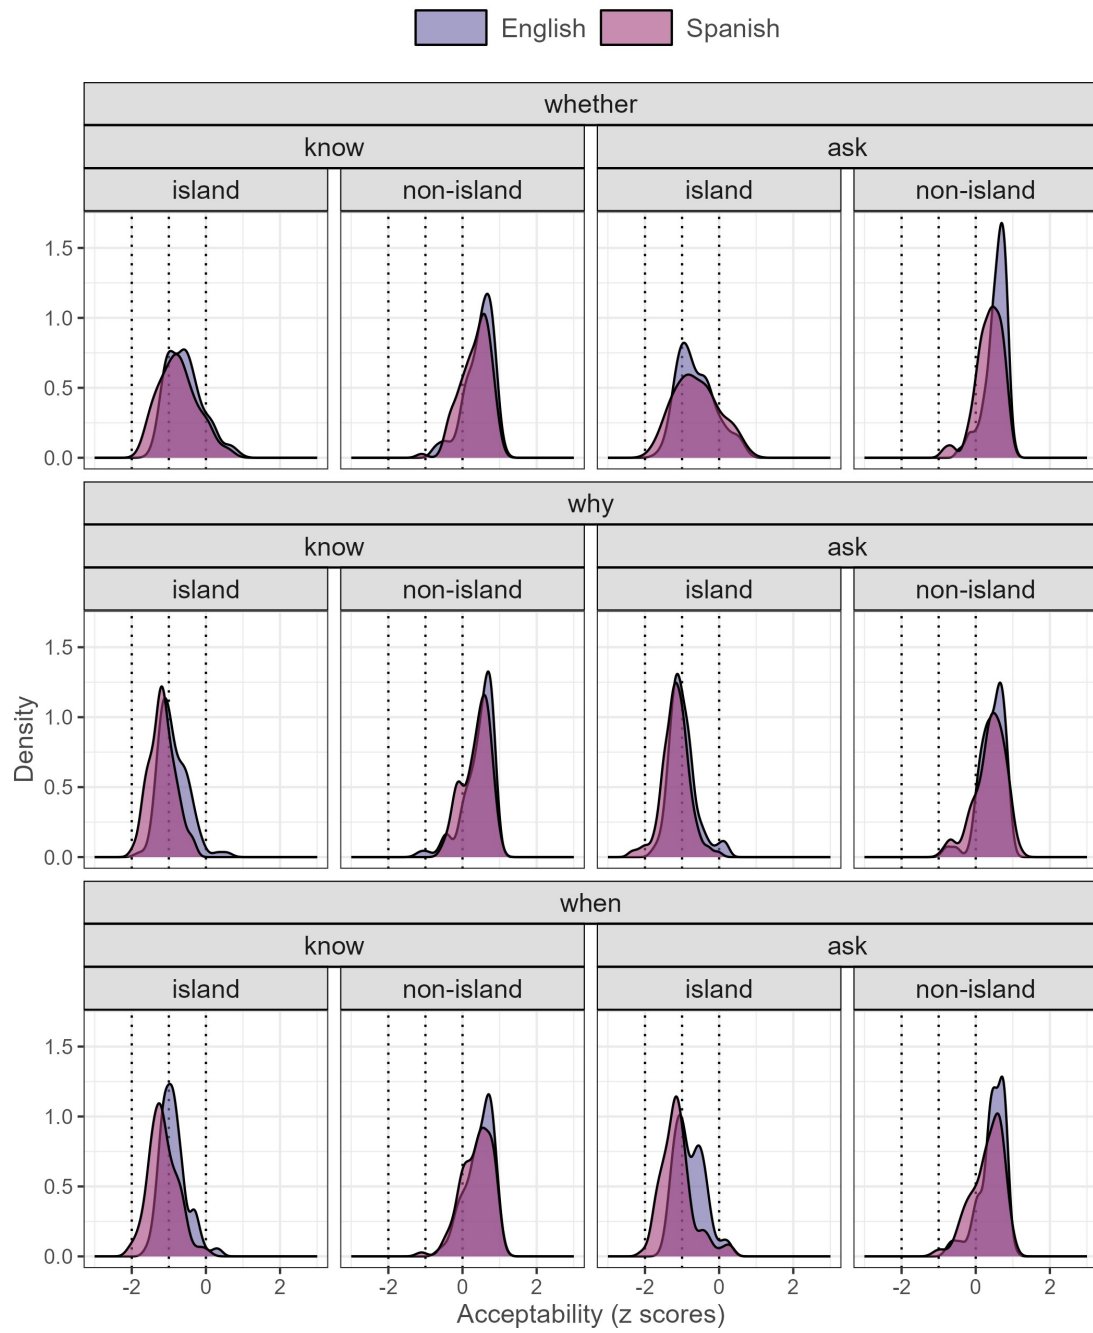 English Spanish
whether
know ask
island non-island island non-island
1.5
1.0
0.5
0.0
why
know ask
island non-island island non-island
1.5
1.0
0.5
0.0
Density
when
know ask
island non-island island non-island
1.5
1.0
0.5
0.0
-2 0 2 -2 0 2 -2 0 2 -2 0 2
Acceptability (z scores)